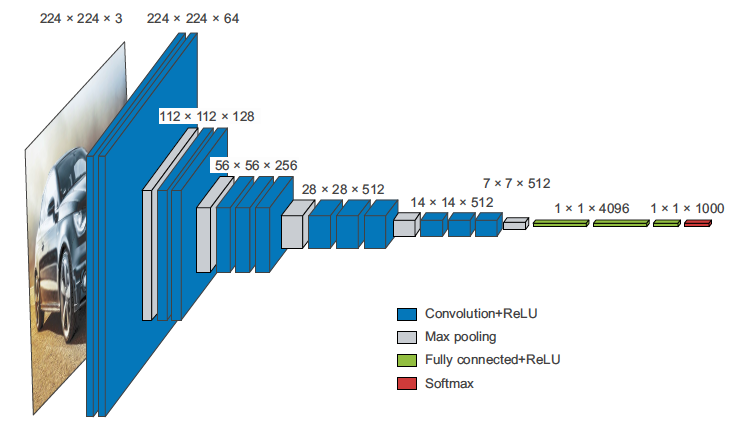 224 × 224 × 3
224 × 224 × 64
112 × 112 × 128
56 × 56 × 256
28 × 28 × 512
14 × 14 × 512
7 × 7 × 512
1 × 1 × 4096
1 × 1 × 1000
Convolution+ReLU
Max pooling
Fully connected+ReLU
Softmax